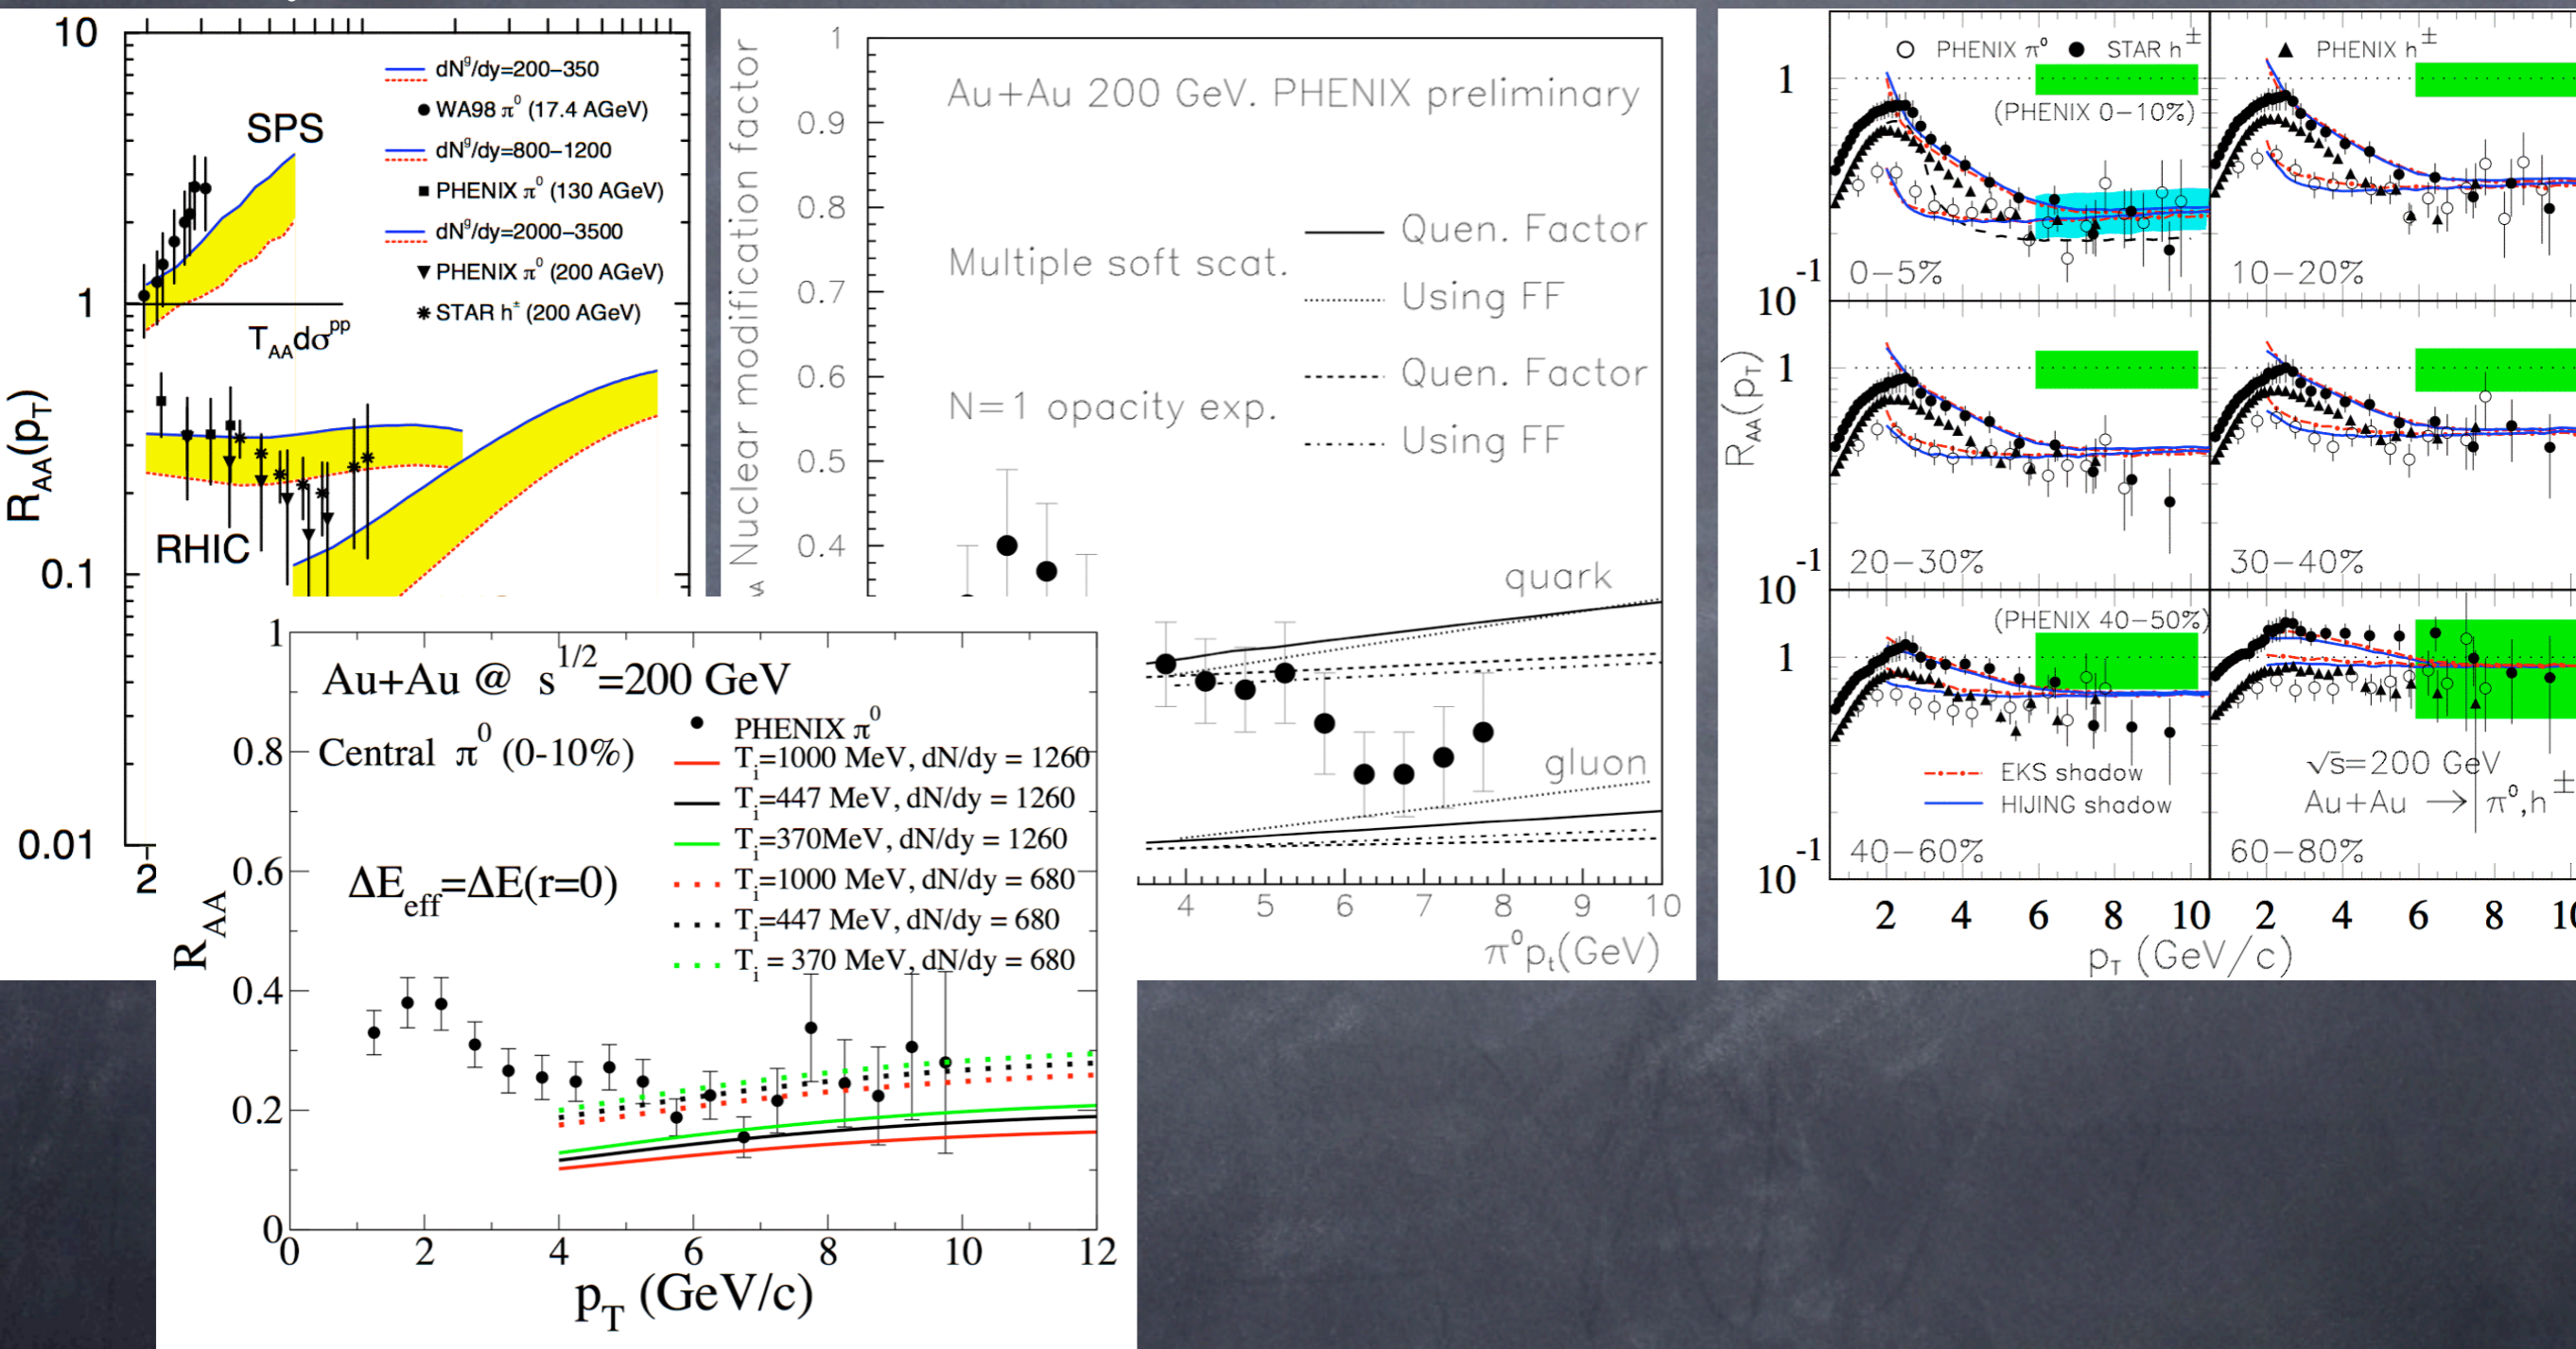 10
1
0.1
0.01
2
R_AA(p_T)
SPS
T_AA dσ^pp
RHIC
dN^g/dy=200-350
WA98 π^0 (17.4 AGeV)
dN^g/dy=800-1200
PHENIX π^0 (130 AGeV)
dN^g/dy=2000-3500
PHENIX π^0 (200 AGeV)
STAR h^± (200 AGeV)
Nuclear modification factor
1
0.9
0.8
0.7
0.6
0.5
0.4
Au+Au 200 GeV. PHENIX preliminary
Multiple soft scat.
Quen. Factor
Using FF
N=1 opacity exp.
Quen. Factor
Using FF
quark
gluon
4 5 6 7 8 9 10
π^0 p_t(GeV)
1
0.8
0.6
0.4
0.2
0
R_AA
Au+Au @ s^1/2=200 GeV
Central π^0 (0-10%)
ΔE_eff=ΔE(r=0)
PHENIX π^0
T_i=1000 MeV, dN/dy = 1260
T_i=447 MeV, dN/dy = 1260
T_i=370MeV, dN/dy = 1260
T_i=1000 MeV, dN/dy = 680
T_i=447 MeV, dN/dy = 680
T_i = 370 MeV, dN/dy = 680
0 2 4 6 8 10 12
p_T (GeV/c)
R_AA(p_T)
1
10^-1
1
10^-1
1
10^-1
PHENIX π^0 STAR h^± PHENIX h^±
(PHENIX 0-10%)
0-5%
10-20%
20-30%
30-40%
(PHENIX 40-50%)
EKS shadow
HIJING shadow
40-60%
√s=200 GeV
Au+Au → π^0,h^±
60-80%
2 4 6 8 10 2 4 6 8
p_T (GeV/c)